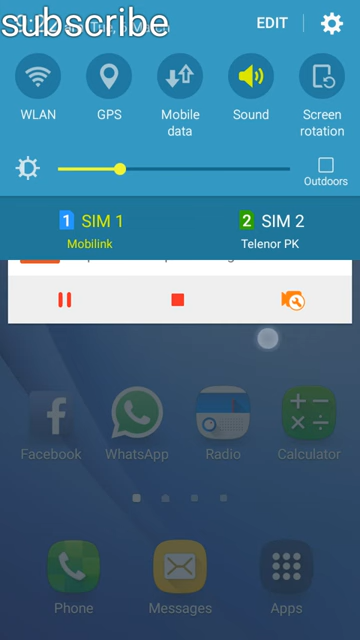 subscribe
EDIT
WLAN
GPS
Mobile
data
Sound
Screen
rotation
Outdoors
1 SIM 1
Mobilink
2 SIM 2
Telenor PK
Facebook
WhatsApp
Radio
Calculator
Phone
Messages
Apps